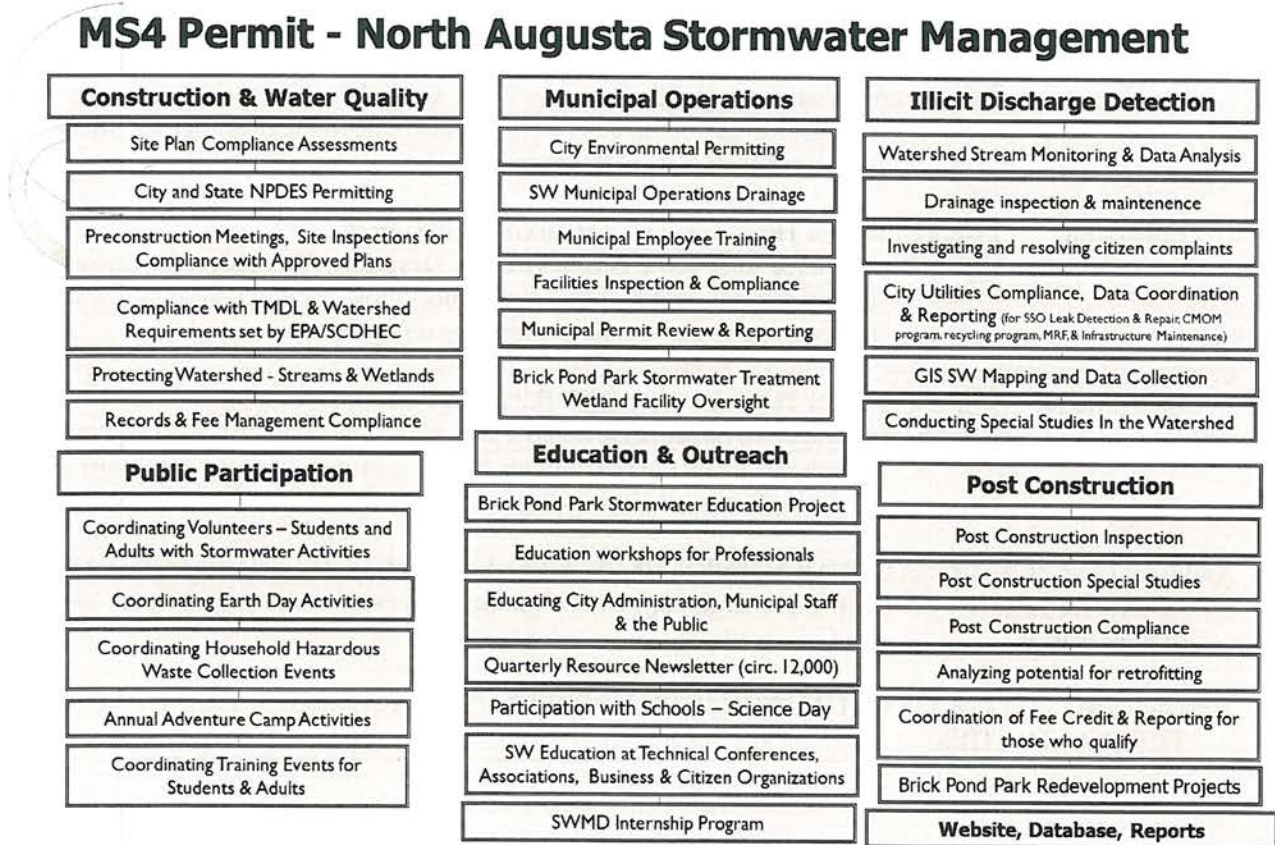 MS4 Permit - North Augusta Stormwater Management
Construction & Water Quality
Site Plan Compliance Assessments
City and State NPDES Permitting
Preconstruction Meetings, Site Inspections for
Compliance with Approved Plans
Compliance with TMDL & Watershed
Requirements set by EPA/SCDHEC
Protecting Watershed - Streams & Wetlands
Records & Fee Management Compliance
Municipal Operations
City Environmental Permitting
SW Municipal Operations Drainage
Municipal Employee Training
Facilities Inspection & Compliance
Municipal Permit Review & Reporting
Brick Pond Park Stormwater Treatment
Wetland Facility Oversight
Illicit Discharge Detection
Watershed Stream Monitoring & Data Analysis
Drainage inspection & maintenence
Investigating and resolving citizen complaints
City Utilities Compliance, Data Coordination
& Reporting (for SSO Leak Detection & Repair, CMOM
program, recycling program, MRF, & Infrastructure Maintenance)
GIS SW Mapping and Data Collection
Conducting Special Studies In the Watershed
Public Participation
Coordinating Volunteers – Students and
Adults with Stormwater Activities
Coordinating Earth Day Activities
Coordinating Household Hazardous
Waste Collection Events
Annual Adventure Camp Activities
Coordinating Training Events for
Students & Adults
Education & Outreach
Brick Pond Park Stormwater Education Project
Education workshops for Professionals
Educating City Administration, Municipal Staff
& the Public
Quarterly Resource Newsletter (circ. 12,000)
Participation with Schools – Science Day
SW Education at Technical Conferences,
Associations, Business & Citizen Organizations
SWMD Internship Program
Post Construction
Post Construction Inspection
Post Construction Special Studies
Post Construction Compliance
Analyzing potential for retrofitting
Coordination of Fee Credit & Reporting for
those who qualify
Brick Pond Park Redevelopment Projects
Website, Database, Reports